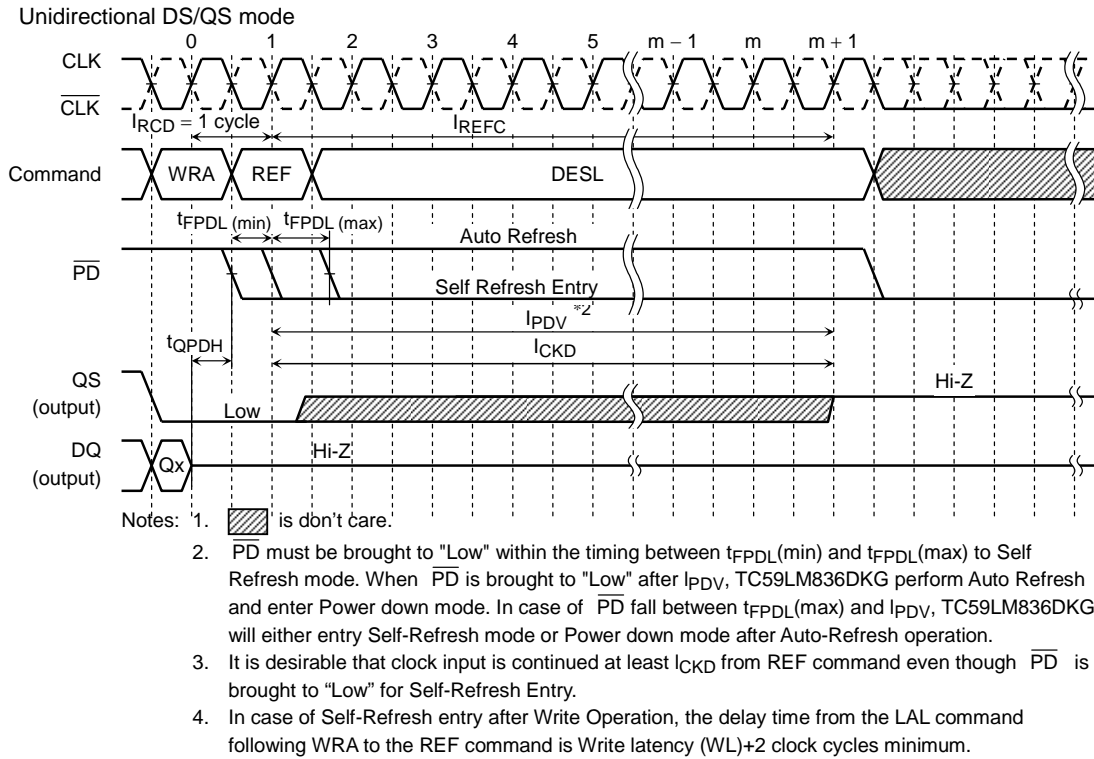 Unidirectional DS/QS mode
0 1 2 3 4 5 m − 1 m m + 1
CLK
CLK
IRCD = 1 cycle IREFC
Command WRA REF DESL
tFPDL (min) tFPDL (max)
Auto Refresh
PD
Self Refresh Entry
IPDV *2
tQPDH ICKD
QS
(output)
Low
Hi-Z
DQ
(output)
Qx
Hi-Z
Notes: 1. is don't care.
2. PD must be brought to "Low" within the timing between tFPDL(min) and tFPDL(max) to Self
Refresh mode. When PD is brought to "Low" after IPDV, TC59LM836DKG perform Auto Refresh
and enter Power down mode. In case of PD fall between tFPDL(max) and IPDV, TC59LM836DKG
will either entry Self-Refresh mode or Power down mode after Auto-Refresh operation.
3. It is desirable that clock input is continued at least ICKD from REF command even though PD is
brought to “Low” for Self-Refresh Entry.
4. In case of Self-Refresh entry after Write Operation, the delay time from the LAL command
following WRA to the REF command is Write latency (WL)+2 clock cycles minimum.